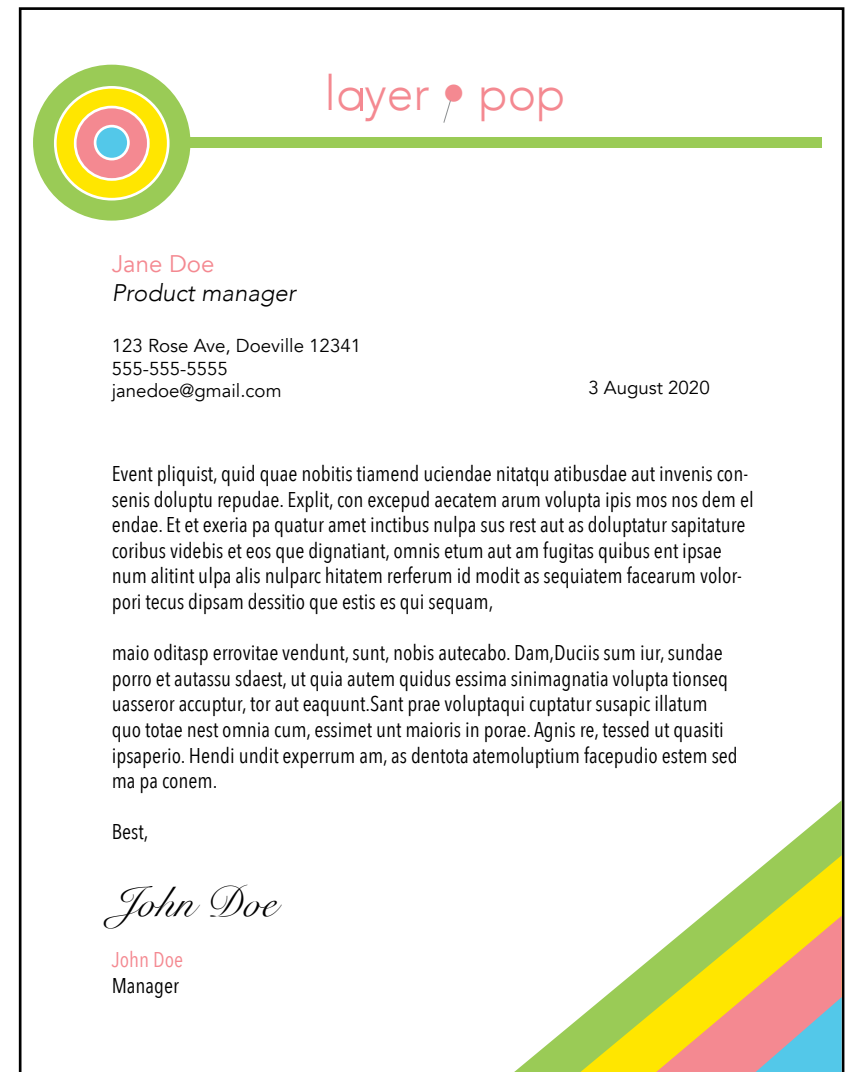 layer pop
Jane Doe
Product manager
123 Rose Ave, Doeville 12341
555-555-5555
janedoe@gmail.com
3 August 2020
Event pliquist, quid quae nobitis tiamend uciendae nitatqu atibusdae aut invenis con-
senis doluptu repudae. Explit, con excepud aecatem arum volupta ipis mos nos dem el
endae. Et et exeria pa quatur amet inctibus nulpa sus rest aut as doluptatur sapitature
coribus videbis et eos que dignatiant, omnis etum aut am fugitas quibus ent ipsae
num alitint ulpa alis nulparc hitatem rerferum id modit as sequiatem facearum volor-
pori tecus dipsam dessitio que estis es qui sequam,
maio oditasp errovitae vendunt, sunt, nobis autecabo. Dam,Duciis sum iur, sundae
porro et autassu sdaest, ut quia autem quidus essima sinimagnatia volupta tionseq
uasseror accuptur, tor aut eaquunt.Sant prae voluptaqui cuptatur susapic illatum
quo totae nest omnia cum, essimet unt maioris in porae. Agnis re, tessed ut quasiti
ipsaperio. Hendi undit experrum am, as dentota atemoluptium facepudio estem sed
ma pa conem.
Best,
John Doe
John Doe
Manager